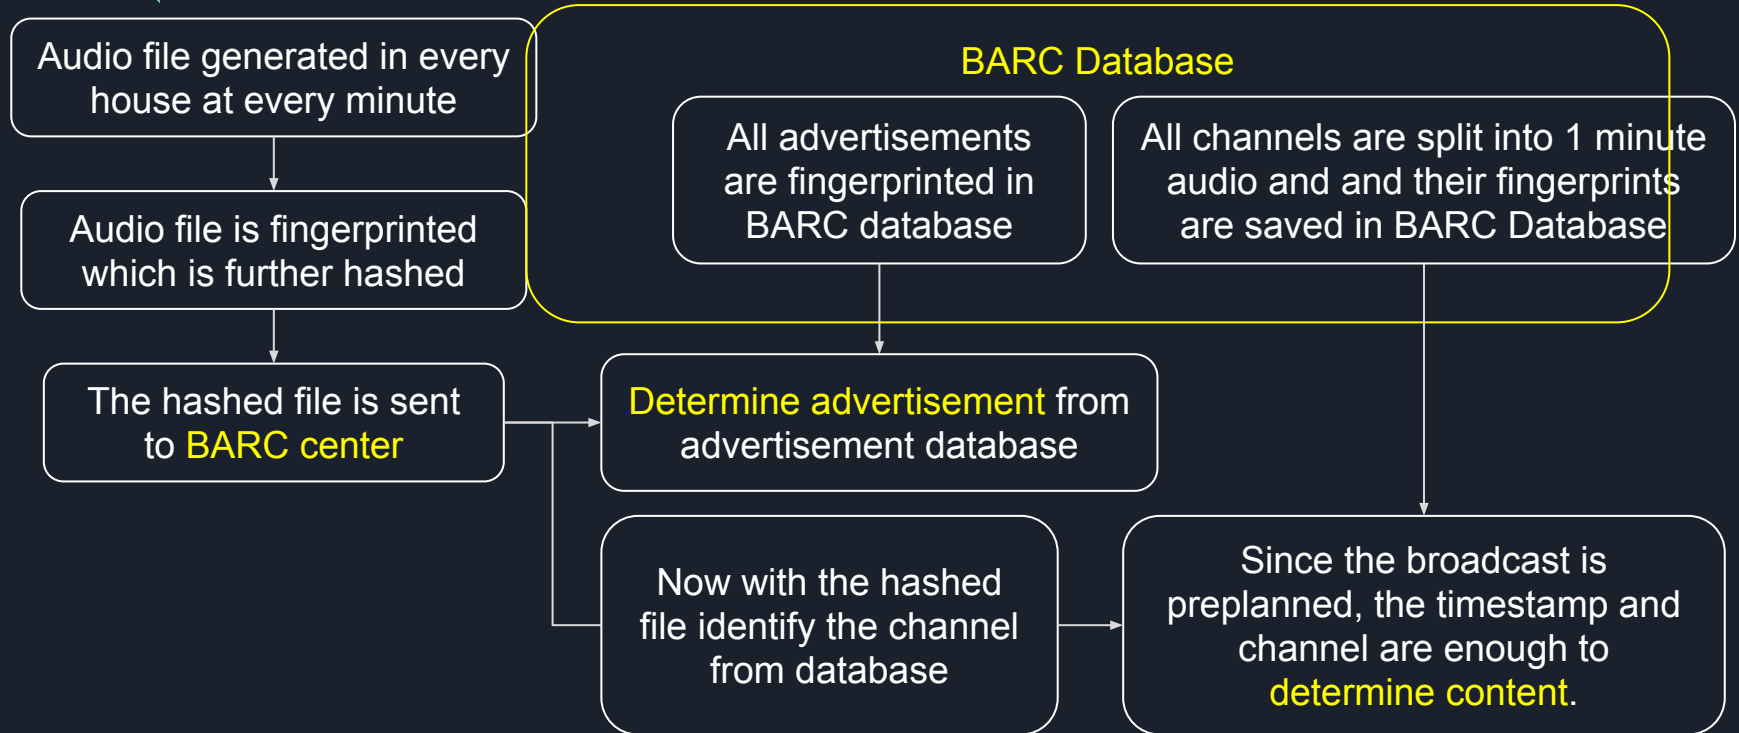 Audio file generated in every
house at every minute
BARC Database
All advertisements
are fingerprinted in
BARC database
All channels are split into 1 minute
audio and and their fingerprints
are saved in BARC Database
Audio file is fingerprinted
which is further hashed
The hashed file is sent
to BARC center
Determine advertisement from
advertisement database
Now with the hashed
file identify the channel
from database
Since the broadcast is
preplanned, the timestamp and
channel are enough to
determine content.